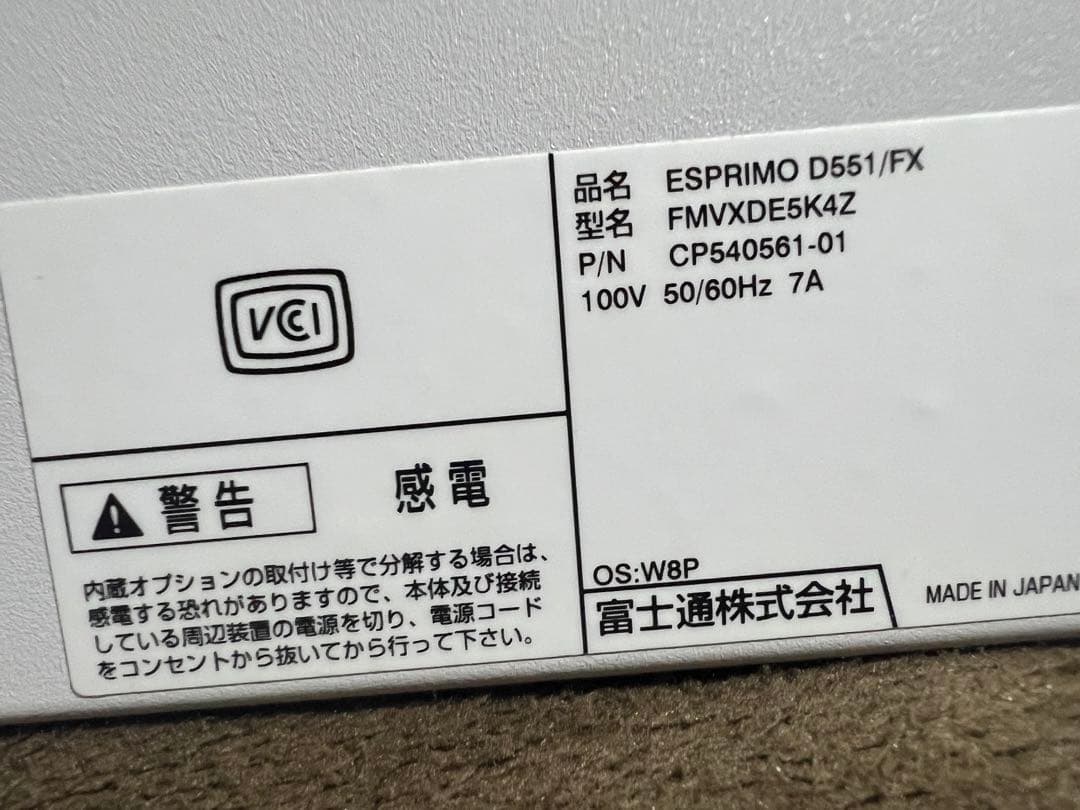 品名 ESPRIMO D551/FX
型名 FMVXDE5K4Z
P/N CP540561-01
100V 50/60Hz 7A
VCCI
警告 感電
内蔵オプションの取付け等で分解する場合は、
感電する恐れがありますので、本体及び接続
している周辺装置の電源を切り、電源コード
をコンセントから抜いてから行って下さい。
OS:W8P
富士通株式会社
MADE IN JAPAN